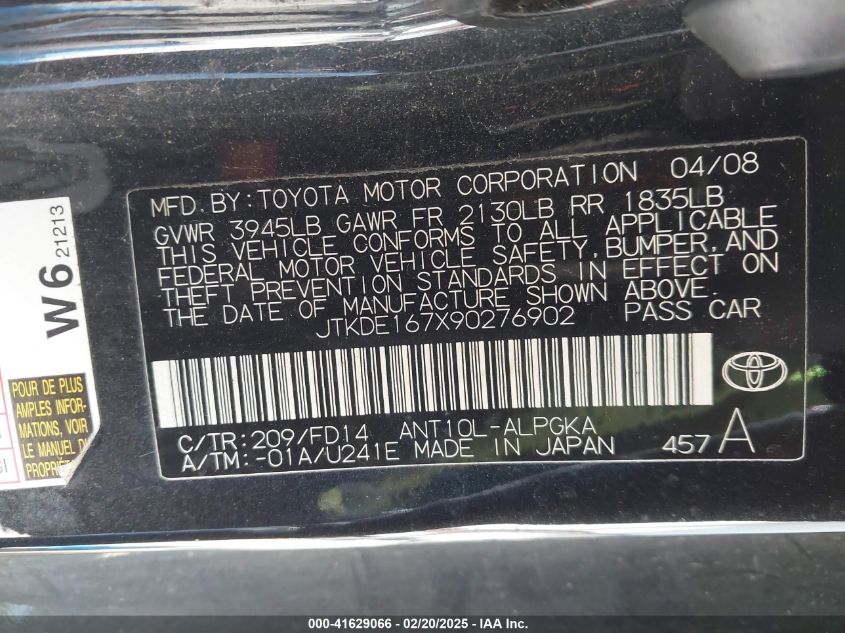 MFD. BY: TOYOTA MOTOR CORPORATION 04/08
GVWR 3945LB GAWR FR 2130LB RR 1835LB
THIS VEHICLE CONFORMS TO ALL APPLICABLE
FEDERAL MOTOR VEHICLE SAFETY, BUMPER, AND
THEFT PREVENTION STANDARDS IN EFFECT ON
THE DATE OF MANUFACTURE SHOWN ABOVE.
JTKDE167X90276902 PASS CAR
C/TR: 209/FD14 ANT10L-ALPGKA
A/TM: -01A/U241E MADE IN JAPAN 457 A
W6 21213
POUR DE PLUS
AMPLES INFOR-
MATIONS, VOIR
LE MANUEL DU
PROPRIÉT
000-41629066 - 02/20/2025 - IAA Inc.